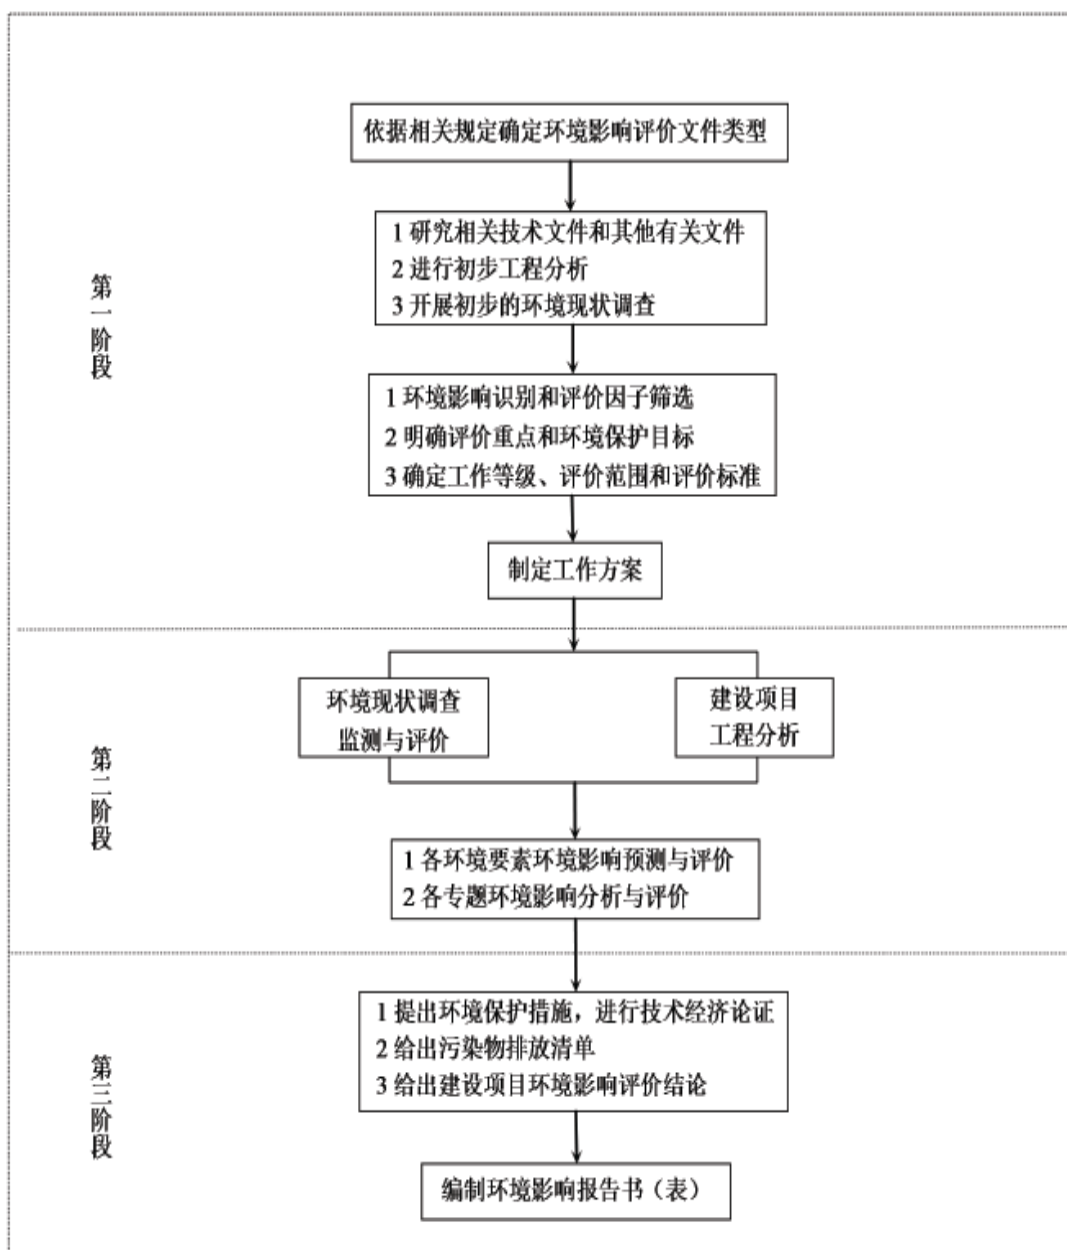 依据相关规定确定环境影响评价文件类型
1 研究相关技术文件和其他有关文件
2 进行初步工程分析
3 开展初步的环境现状调查
第一阶段
1 环境影响识别和评价因子筛选
2 明确评价重点和环境保护目标
3 确定工作等级、评价范围和评价标准
制定工作方案
环境现状调查
监测与评价
建设项目
工程分析
第二阶段
1 各环境要素环境影响预测与评价
2 各专题环境影响分析与评价
1 提出环境保护措施，进行技术经济论证
2 给出污染物排放清单
3 给出建设项目环境影响评价结论
第三阶段
编制环境影响报告书（表）